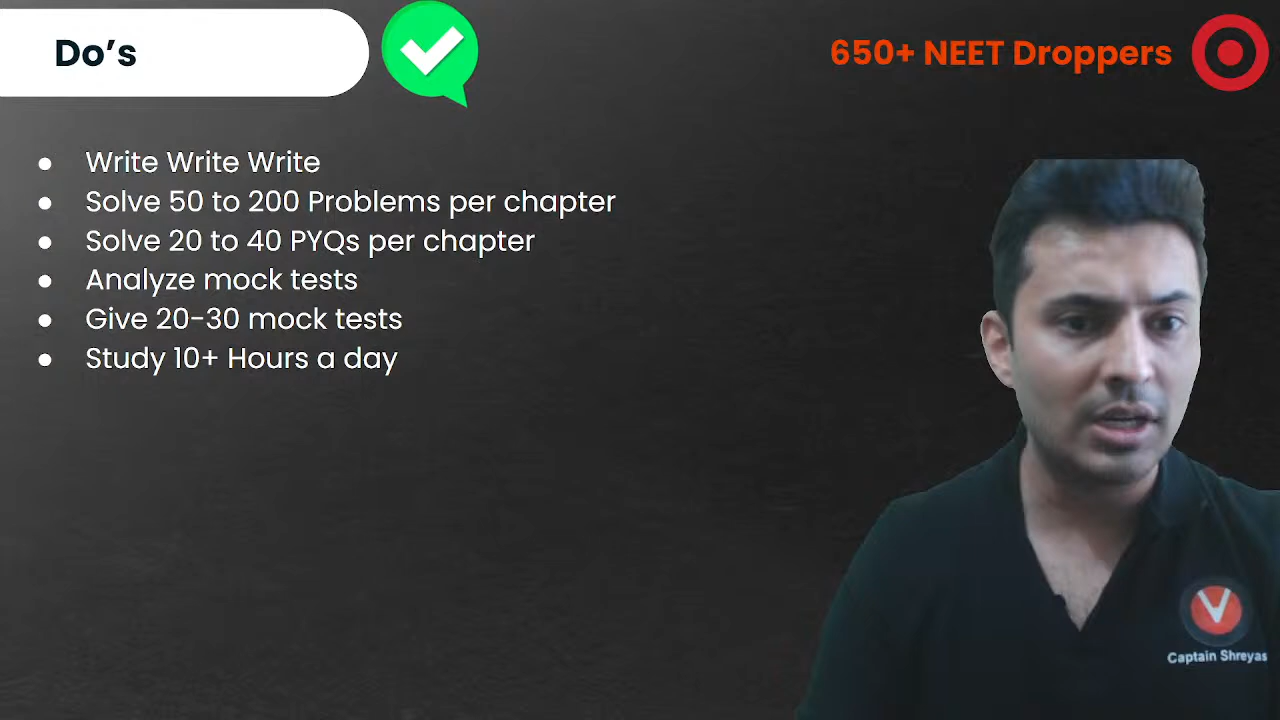 Do’s
650+ NEET Droppers
● Write Write Write
● Solve 50 to 200 Problems per chapter
● Solve 20 to 40 PYQs per chapter
● Analyze mock tests
● Give 20-30 mock tests
● Study 10+ Hours a day
V
Captain Shreyas